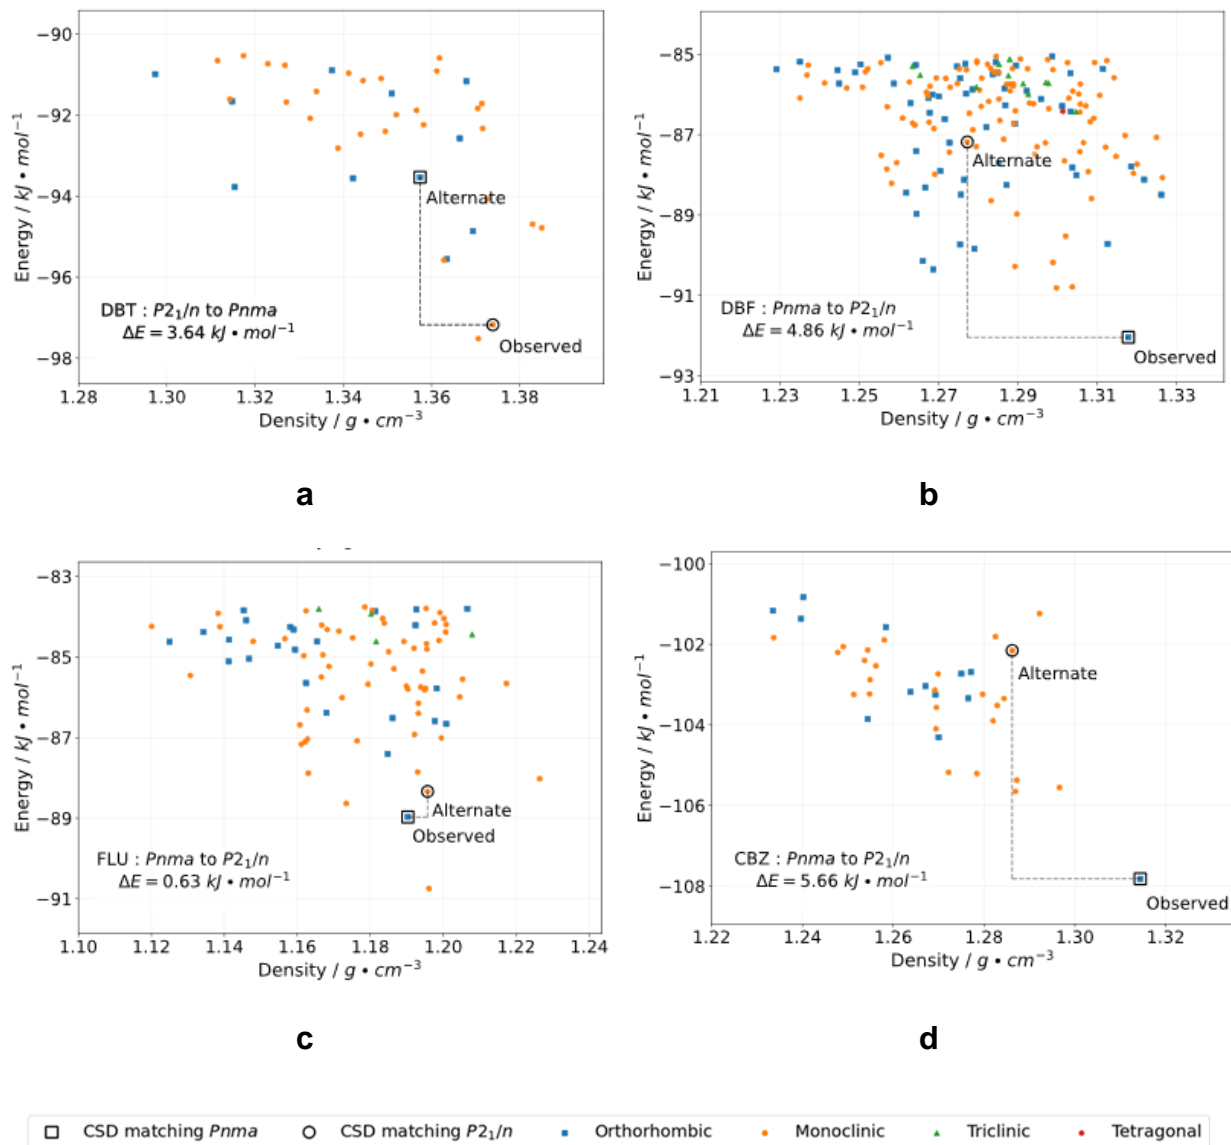 −90
−92
−94
−96
−98
Energy / kJ • mol⁻¹
Alternate
DBT : P2₁/n to Pnma
ΔE = 3.64 kJ • mol⁻¹
Observed
1.28 1.30 1.32 1.34 1.36 1.38
Density / g • cm⁻³
a
−85
−87
−89
−91
−93
Energy / kJ • mol⁻¹
Alternate
DBF : Pnma to P2₁/n
ΔE = 4.86 kJ • mol⁻¹
Observed
1.21 1.23 1.25 1.27 1.29 1.31 1.33
Density / g • cm⁻³
b
−83
−85
−87
−89
−91
Energy / kJ • mol⁻¹
Alternate
Observed
FLU : Pnma to P2₁/n
ΔE = 0.63 kJ • mol⁻¹
1.10 1.12 1.14 1.16 1.18 1.20 1.22 1.24
Density / g • cm⁻³
c
−100
−102
−104
−106
−108
Energy / kJ • mol⁻¹
Alternate
CBZ : Pnma to P2₁/n
ΔE = 5.66 kJ • mol⁻¹
Observed
1.22 1.24 1.26 1.28 1.30 1.32
Density / g • cm⁻³
d
CSD matching Pnma CSD matching P2₁/n Orthorhombic Monoclinic Triclinic Tetragonal